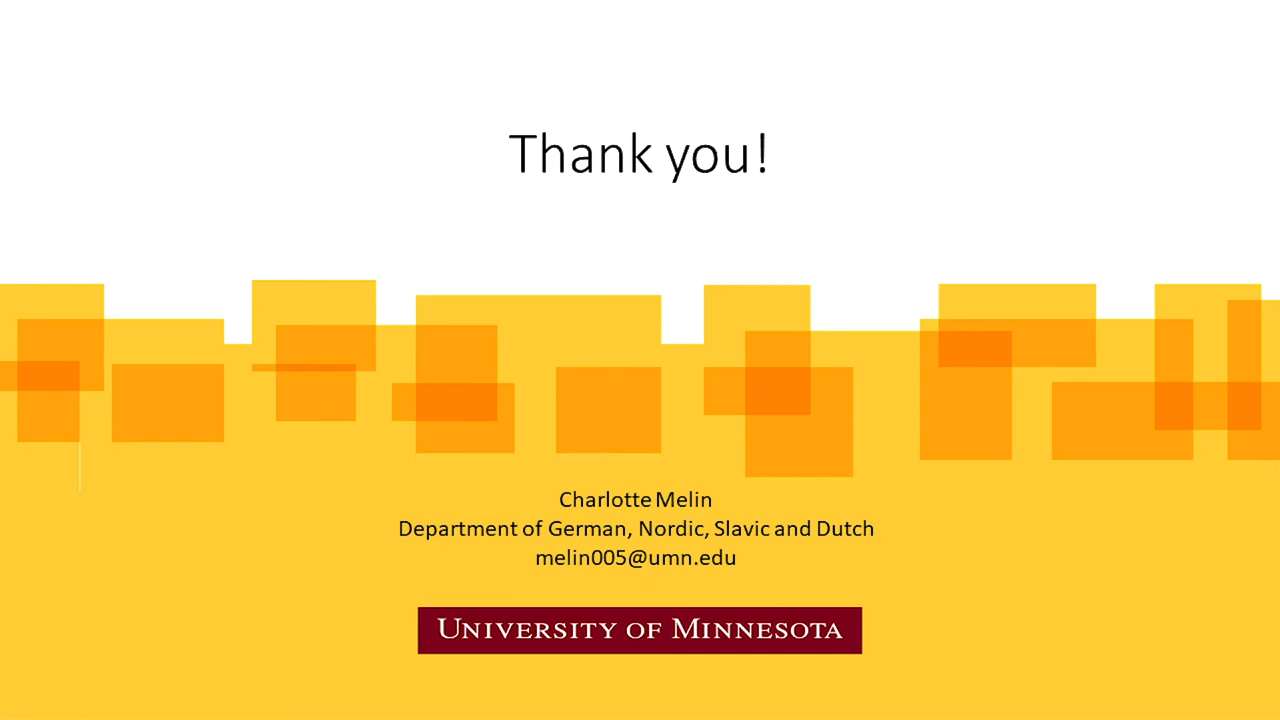 Thank you!
Charlotte Melin
Department of German, Nordic, Slavic and Dutch
melin005@umn.edu
UNIVERSITY OF MINNESOTA